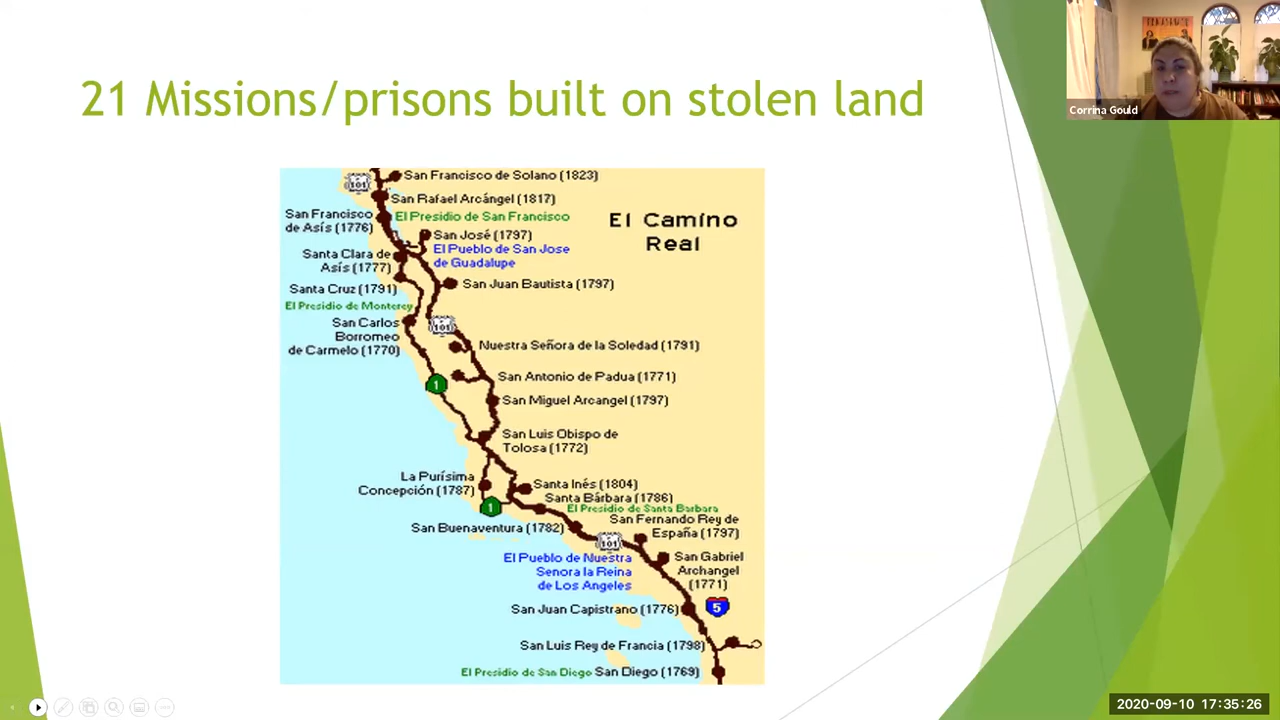 21 Missions/prisons built on stolen land
Corrina Gould
El Camino
Real
101
San Francisco de Solano (1823)
San Rafael Arcángel (1817)
San Francisco
de Asís (1776)
El Presidio de San Francisco
San José (1797)
El Pueblo de San Jose
de Guadalupe
Santa Clara de
Asís (1777)
Santa Cruz (1791)
San Juan Bautista (1797)
El Presidio de Monterey
San Carlos
Borromeo
de Carmelo (1770)
101
Nuestra Señora de la Soledad (1791)
San Antonio de Padua (1771)
1
San Miguel Arcangel (1797)
San Luis Obispo de
Tolosa (1772)
La Purísima
Concepción (1787)
Santa Inés (1804)
Santa Bárbara (1786)
1
El Presidio de Santa Barbara
San Buenaventura (1782)
San Fernando Rey de
España (1797)
101
El Pueblo de Nuestra
Senora la Reina
de Los Angeles
San Gabriel
Archangel
(1771)
San Juan Capistrano (1776)
5
San Luis Rey de Francia (1798)
El Presidio de San Diego
San Diego (1769)
2020-09-10 17:35:26